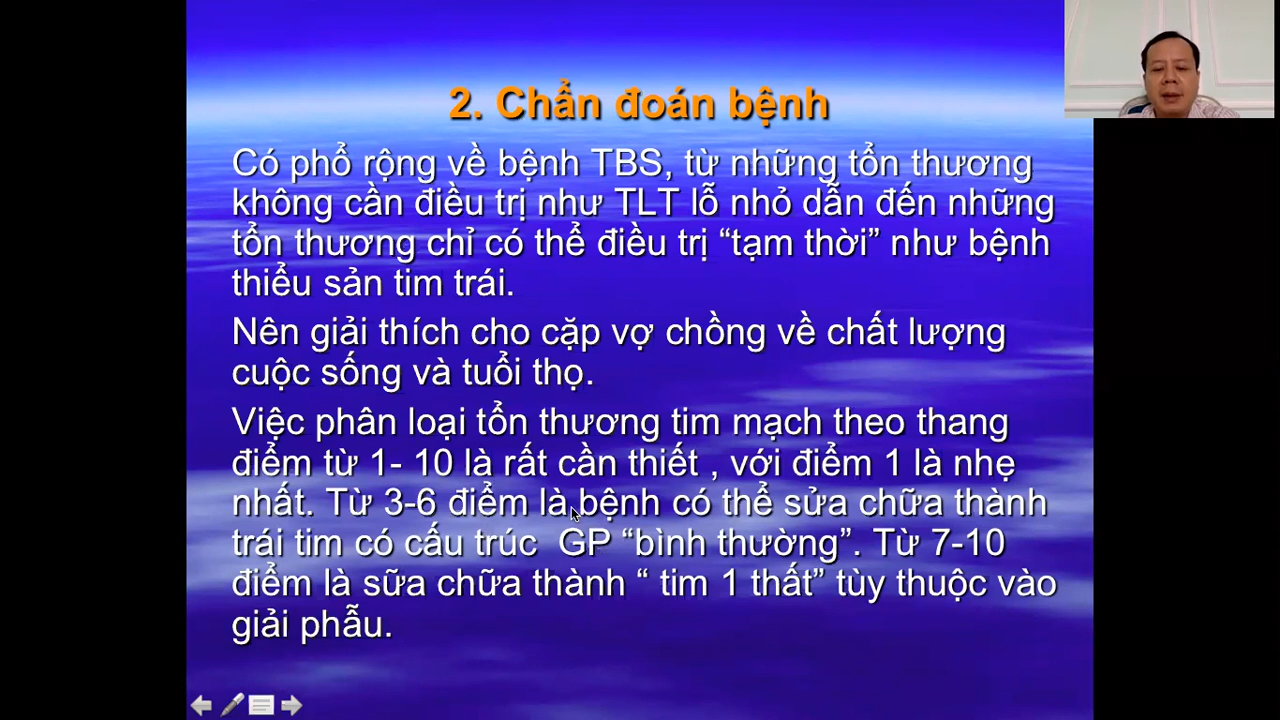 2. Chẩn đoán bệnh
Có phổ rộng về bệnh TBS, từ những tổn thương
không cần điều trị như TLT lỗ nhỏ dẫn đến những
tổn thương chỉ có thể điều trị “tạm thời” như bệnh
thiểu sản tim trái.
Nên giải thích cho cặp vợ chồng về chất lượng
cuộc sống và tuổi thọ.
Việc phân loại tổn thương tim mạch theo thang
điểm từ 1- 10 là rất cần thiết , với điểm 1 là nhẹ
nhất. Từ 3-6 điểm là bệnh có thể sửa chữa thành
trái tim có cấu trúc GP “bình thường”. Từ 7-10
điểm là sữa chữa thành “ tim 1 thất” tùy thuộc vào
giải phẫu.